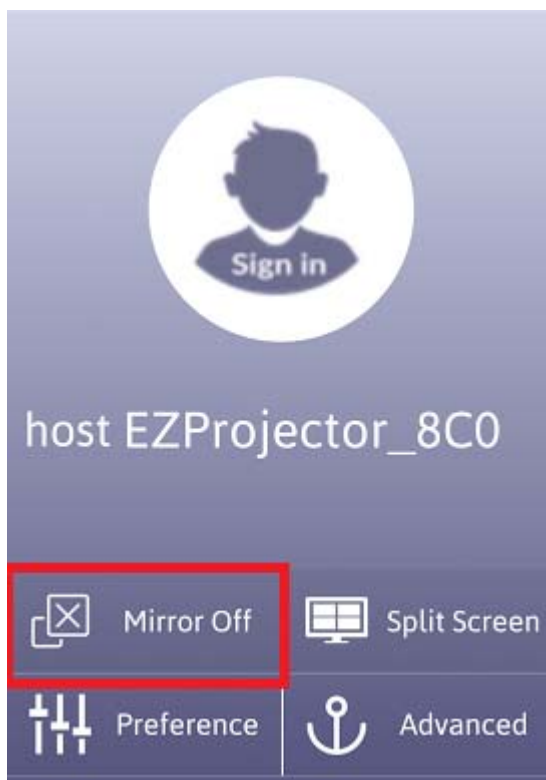 Sign in
host EZProjector_8C0
Mirror Off
Split Screen
Preference
Advanced